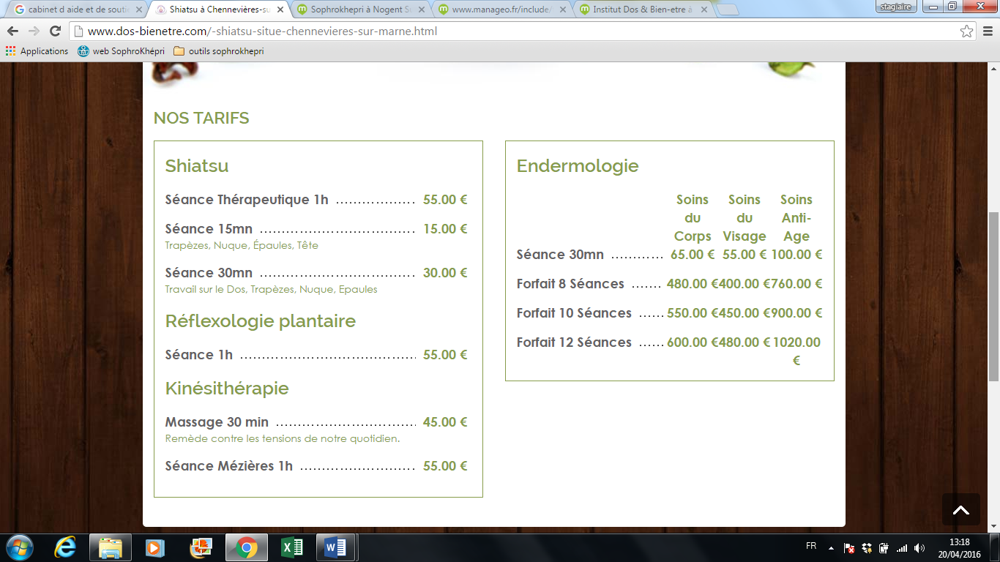 cabinet d aide et de souti
Shiatsu à Chennevières-su
Sophrokhepri à Nogent Su
www.manageo.fr/include/
Institut Dos & Bien-etre à
stagiaire
www.dos-bienetre.com/-shiatsu-situe-chennevieres-sur-marne.html
Applications web SophroKhépri outils sophrokhepri
NOS TARIFS
Shiatsu
Séance Thérapeutique 1h .................. 55.00 €
Séance 15mn .................................... 15.00 €
Trapèzes, Nuque, Épaules, Tête
Séance 30mn .................................... 30.00 €
Travail sur le Dos, Trapèzes, Nuque, Epaules
Réflexologie plantaire
Séance 1h ........................................ 55.00 €
Kinésithérapie
Massage 30 min ................................ 45.00 €
Remède contre les tensions de notre quotidien.
Séance Mézières 1h .......................... 55.00 €
Endermologie
Soins Soins Soins
du du Anti-
Corps Visage Age
Séance 30mn ............ 65.00 € 55.00 € 100.00 €
Forfait 8 Séances ....... 480.00 € 400.00 € 760.00 €
Forfait 10 Séances ...... 550.00 € 450.00 € 900.00 €
Forfait 12 Séances ...... 600.00 € 480.00 € 1020.00
€
FR
13:18
20/04/2016